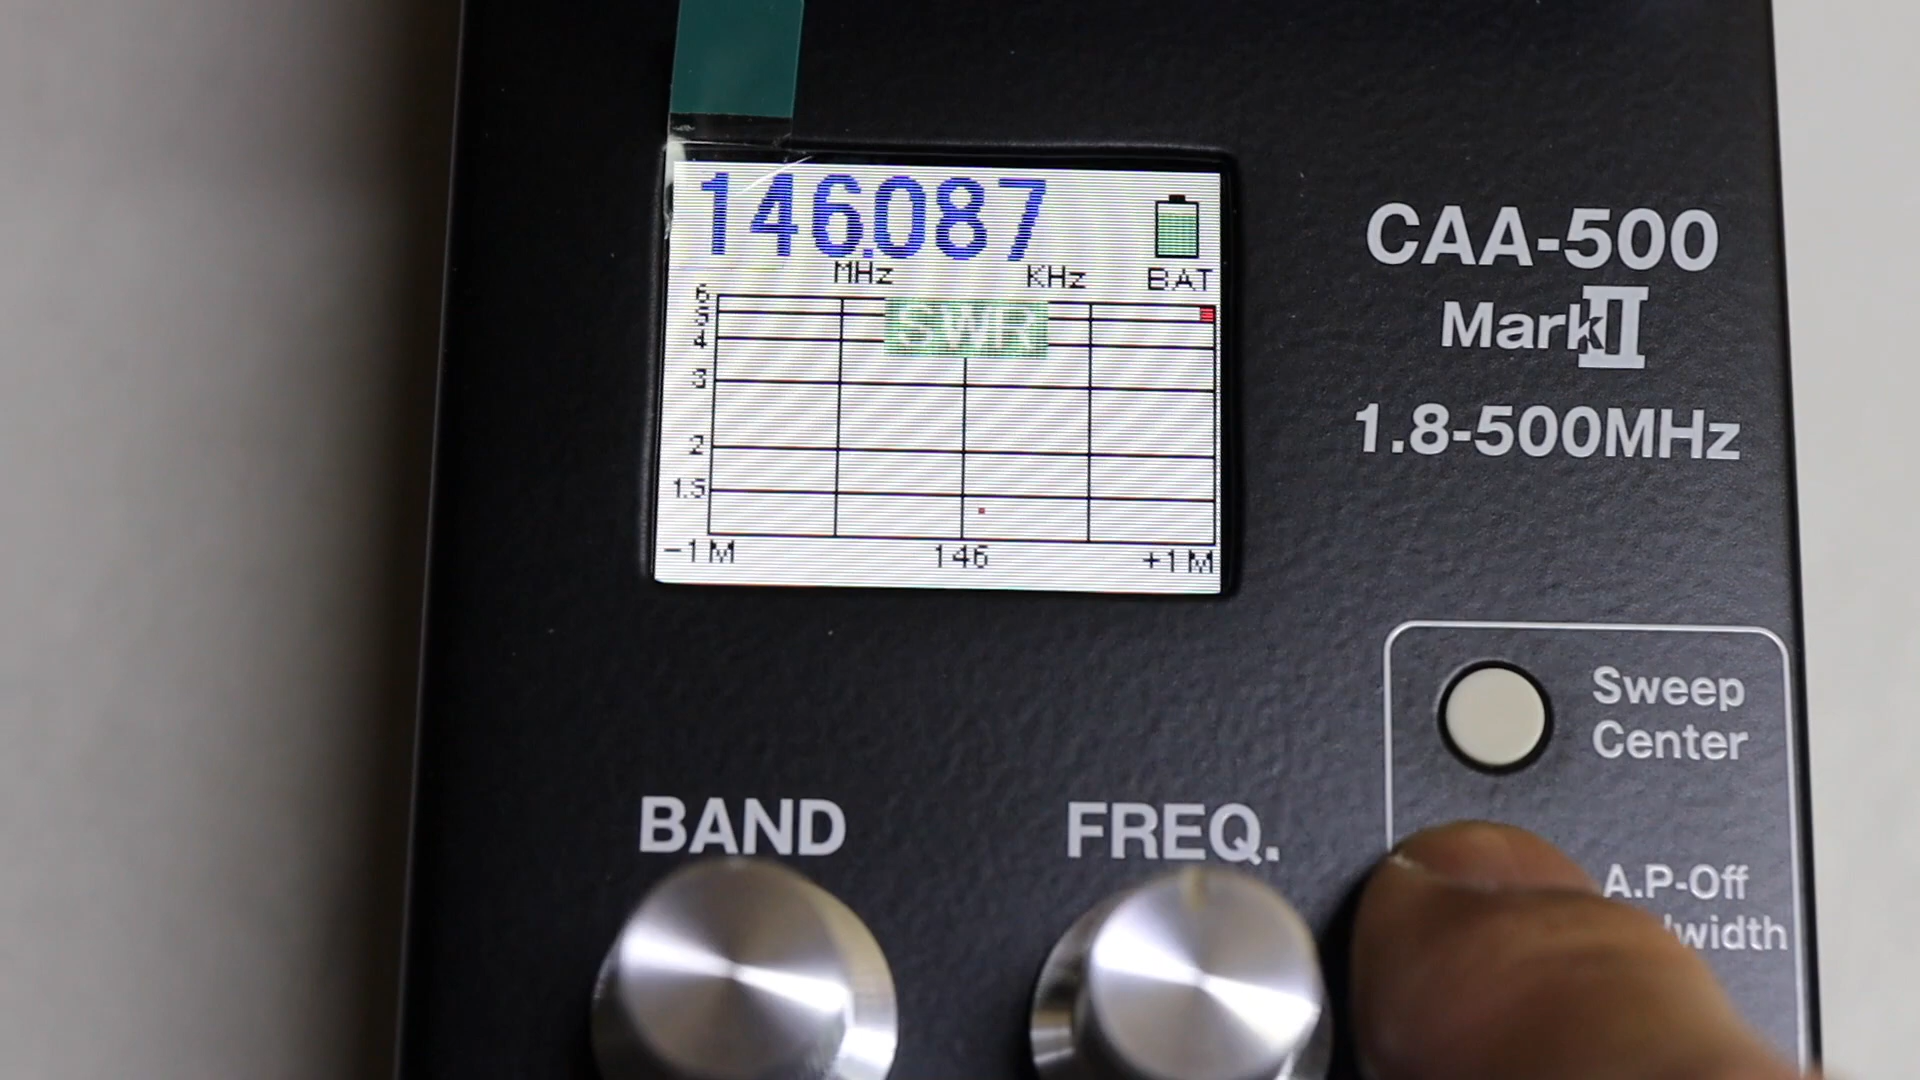 146.087
MHz KHz BAT
6
5
4
SWR
3
2
1.5
-1M 146 +1M
CAA-500
MarkII
1.8-500MHz
Sweep
Center
BAND
FREQ.
A.P-Off